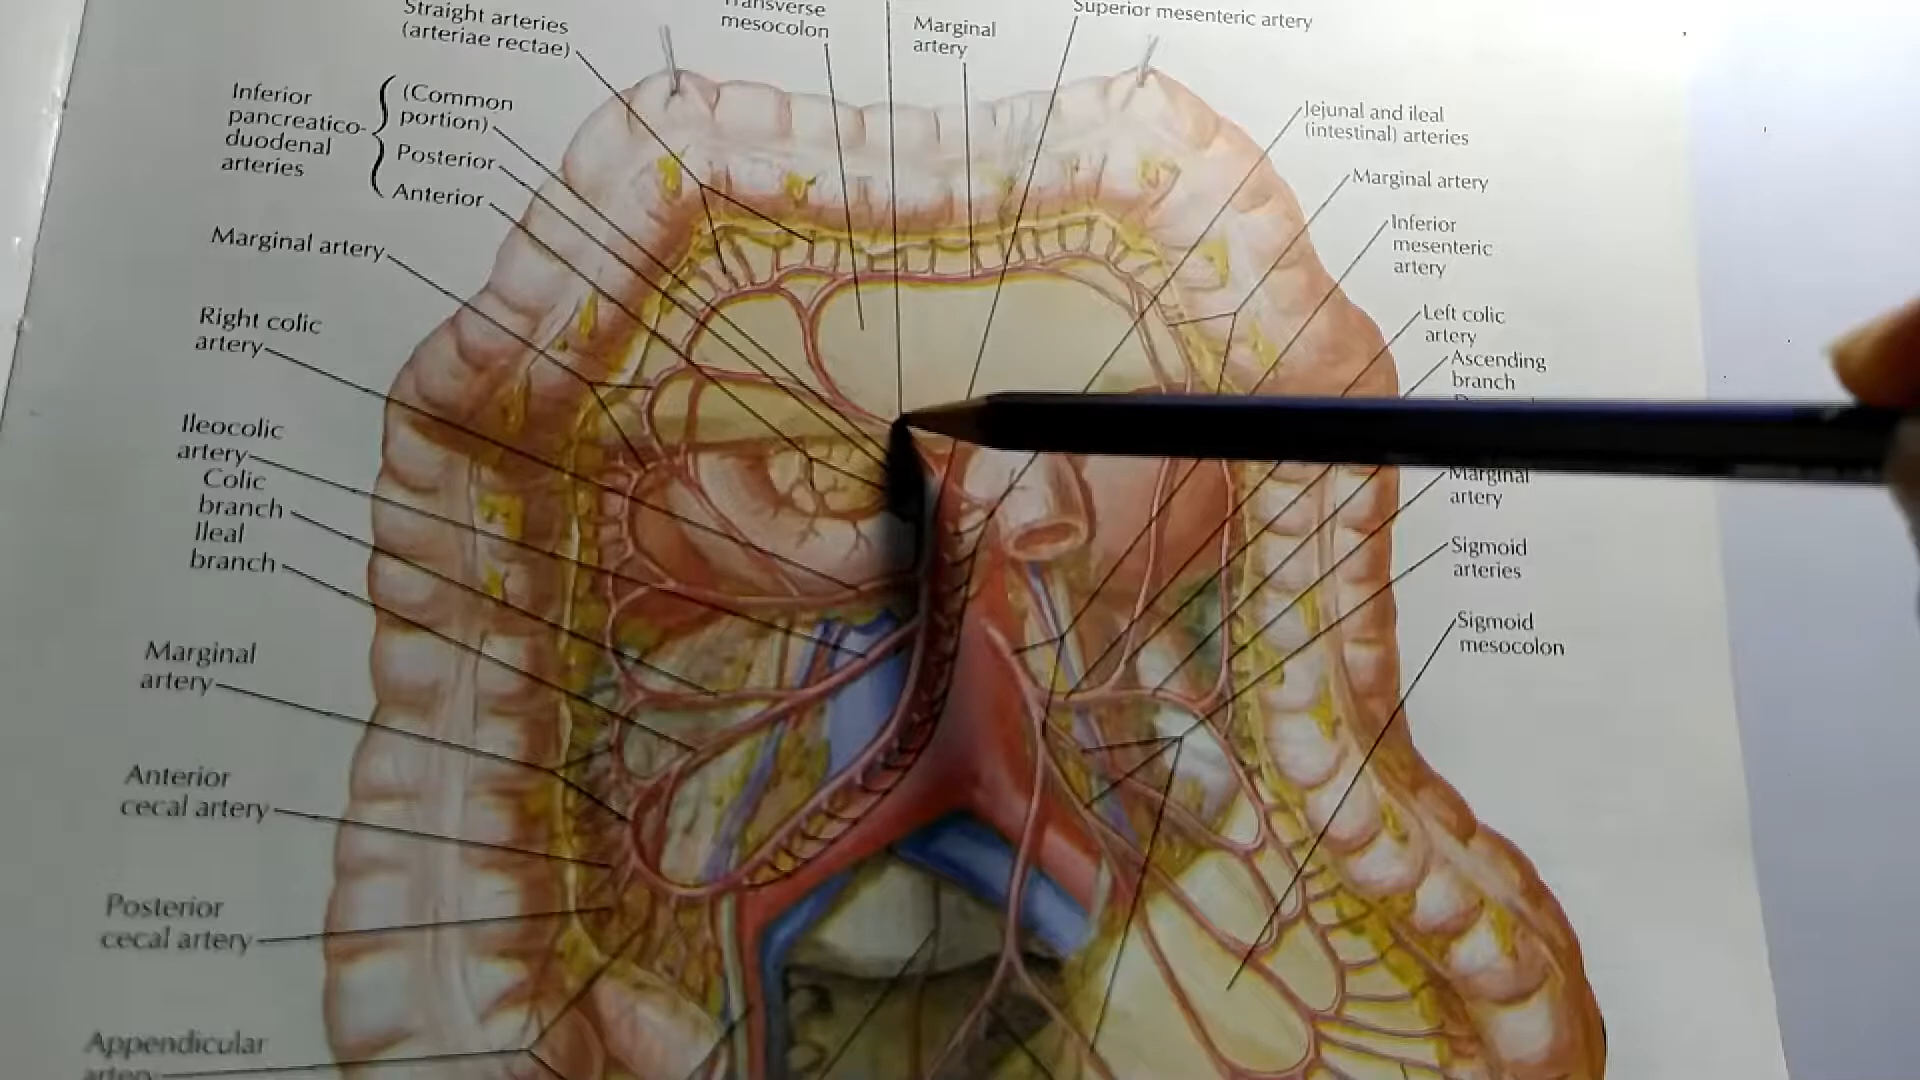 Straight arteries
(arteriae rectae)
mesocolon
Marginal
artery
Superior mesenteric artery
Inferior
pancreatico-
duodenal
arteries
(Common
portion)
Posterior
Anterior
Marginal artery
Right colic
artery
Ileocolic
artery
Colic
branch
Ileal
branch
Marginal
artery
Anterior
cecal artery
Posterior
cecal artery
Appendicular
artery
Jejunal and ileal
(intestinal) arteries
Marginal artery
Inferior
mesenteric
artery
Left colic
artery
Ascending
branch
Marginal
artery
Sigmoid
arteries
Sigmoid
mesocolon